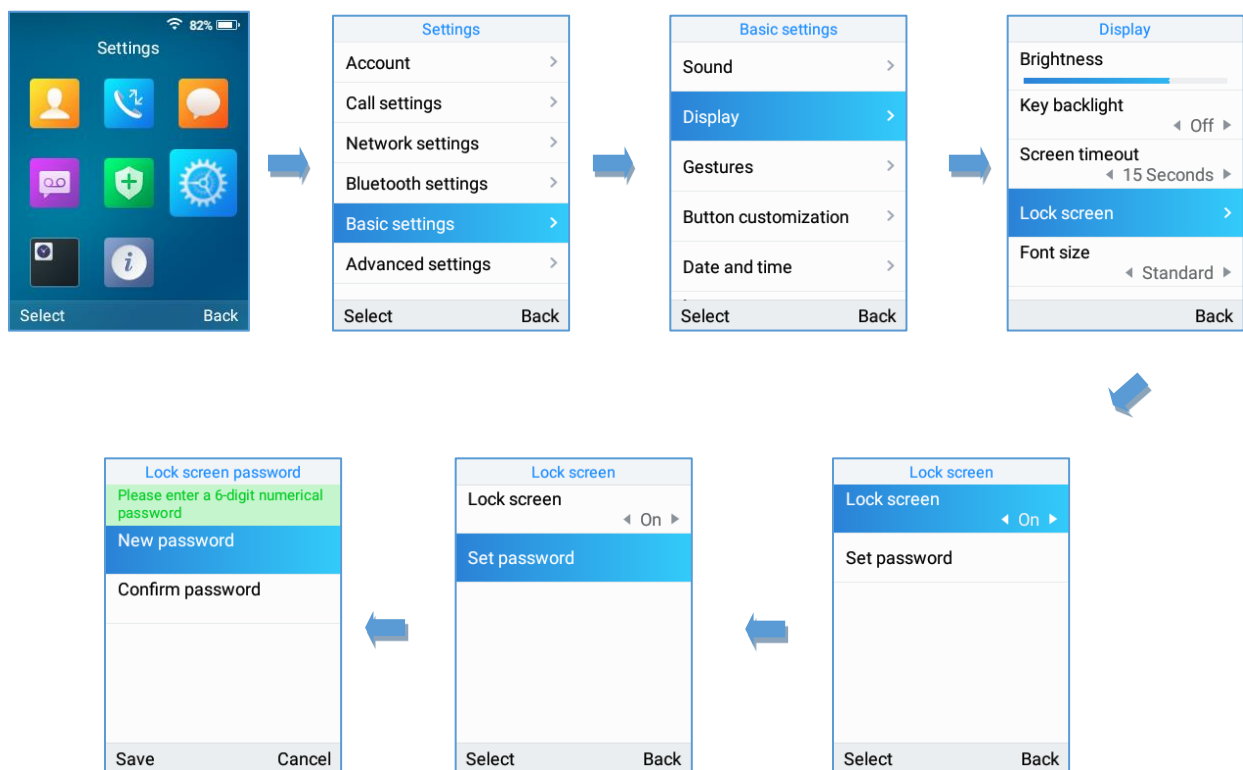 82%
Settings
Select Back
Settings
Account
Call settings
Network settings
Bluetooth settings
Basic settings
Advanced settings
Select Back
Basic settings
Sound
Display
Gestures
Button customization
Date and time
Select Back
Display
Brightness
Key backlight
Off
Screen timeout
15 Seconds
Lock screen
Font size
Standard
Back
Lock screen password
Please enter a 6-digit numerical
password
New password
Confirm password
Save Cancel
Lock screen
Lock screen
On
Set password
Select Back
Lock screen
Lock screen
On
Set password
Select Back